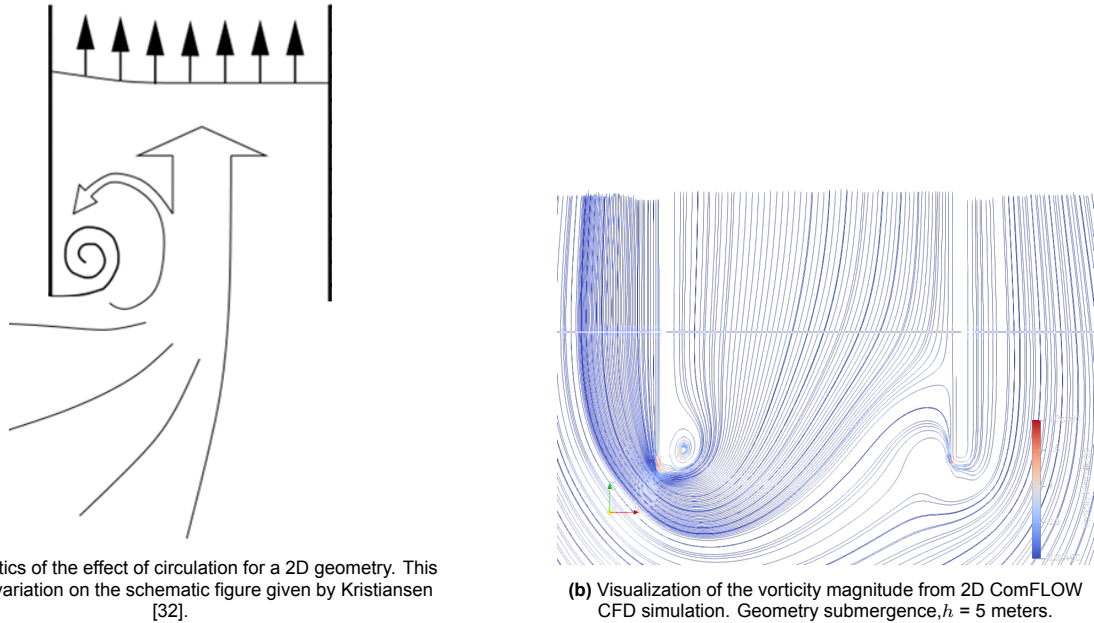 tics of the effect of circulation for a 2D geometry. This
variation on the schematic figure given by Kristiansen
[32].
(b) Visualization of the vorticity magnitude from 2D ComFLOW
CFD simulation. Geometry submergence,h = 5 meters.